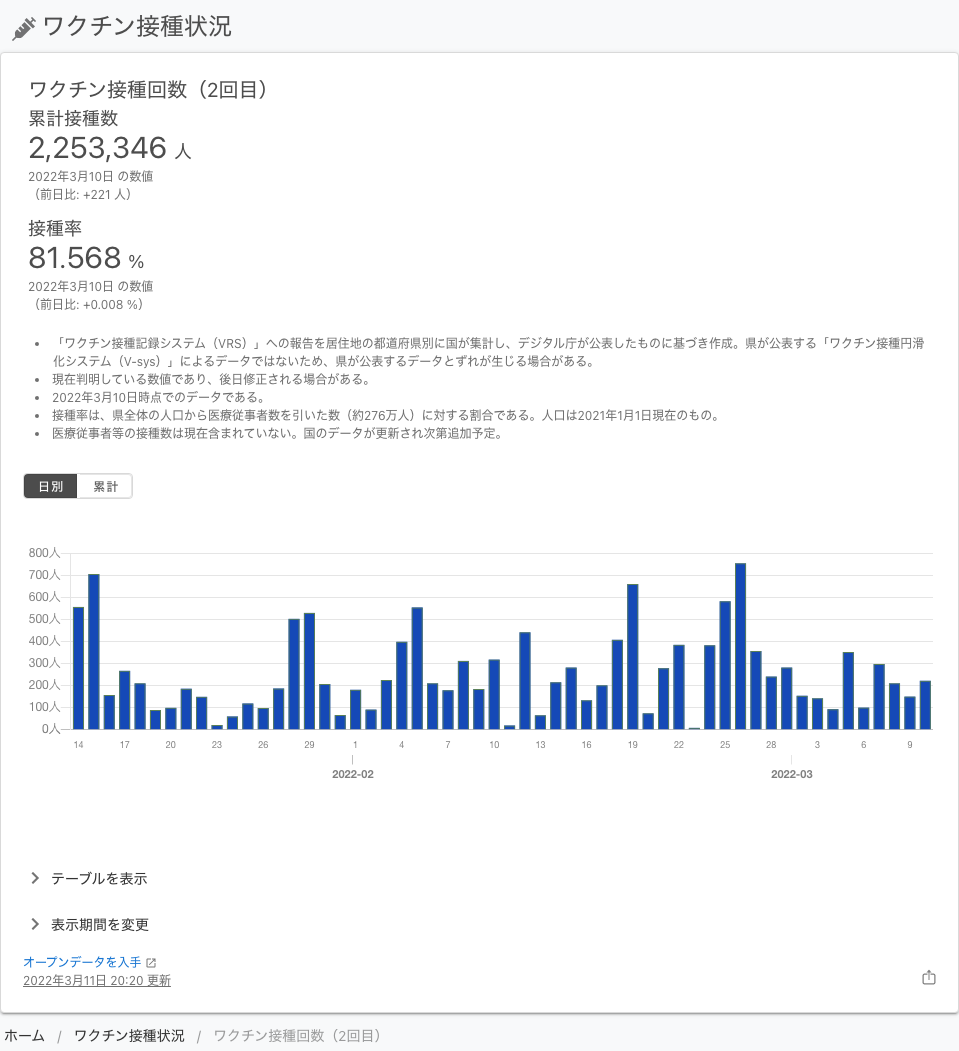 ワクチン接種状況
ワクチン接種回数（2回目）
累計接種数
2,253,346 人
2022年3月10日 の数値
（前日比: +221 人）
接種率
81.568 %
2022年3月10日 の数値
（前日比: +0.008 %）
• 「ワクチン接種記録システム（VRS）」への報告を居住地の都道府県別に国が集計し、デジタル庁が公表したものに基づき作成。県が公表する「ワクチン接種円滑
化システム（V-sys）」によるデータではないため、県が公表するデータとずれが生じる場合がある。
• 現在判明している数値であり、後日修正される場合がある。
• 2022年3月10日時点でのデータである。
• 接種率は、県全体の人口から医療従事者数を引いた数（約276万人）に対する割合である。人口は2021年1月1日現在のもの。
• 医療従事者等の接種数は現在含まれていない。国のデータが更新され次第追加予定。
日別 累計
800人
700人
600人
500人
400人
300人
200人
100人
0人
14 17 20 23 26 29 1 4 7 10 13 16 19 22 25 28 3 6 9
2022-02 2022-03
テーブルを表示
表示期間を変更
オープンデータを入手
2022年3月11日 20:20 更新
ホーム / ワクチン接種状況 / ワクチン接種回数（2回目）